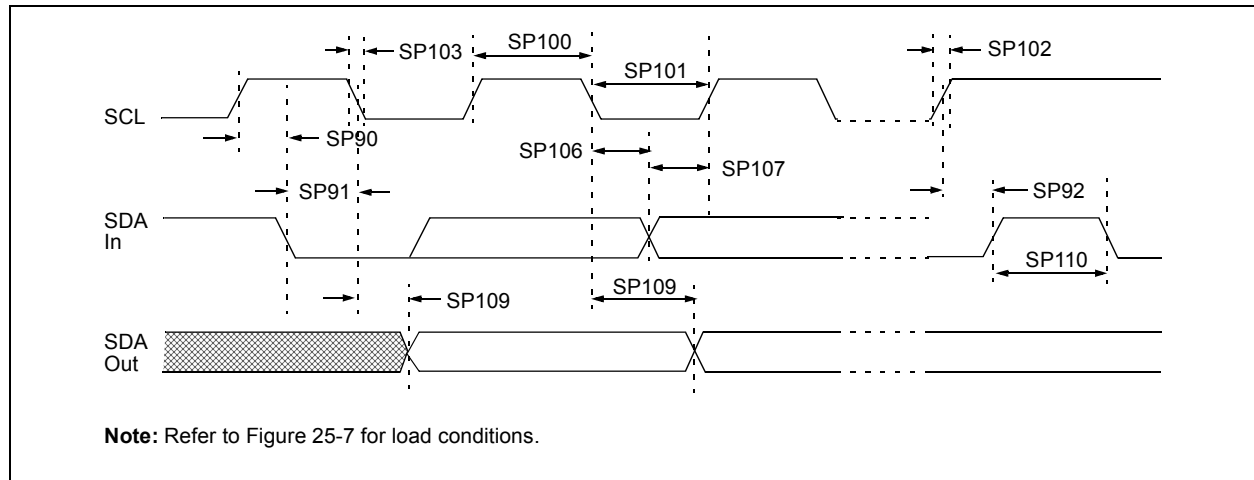 SP103
SP100
SP101
SP102
SCL
SP90
SP106
SP107
SP91
SP92
SDA
In
SP110
SP109
SP109
SDA
Out
Note: Refer to Figure 25-7 for load conditions.